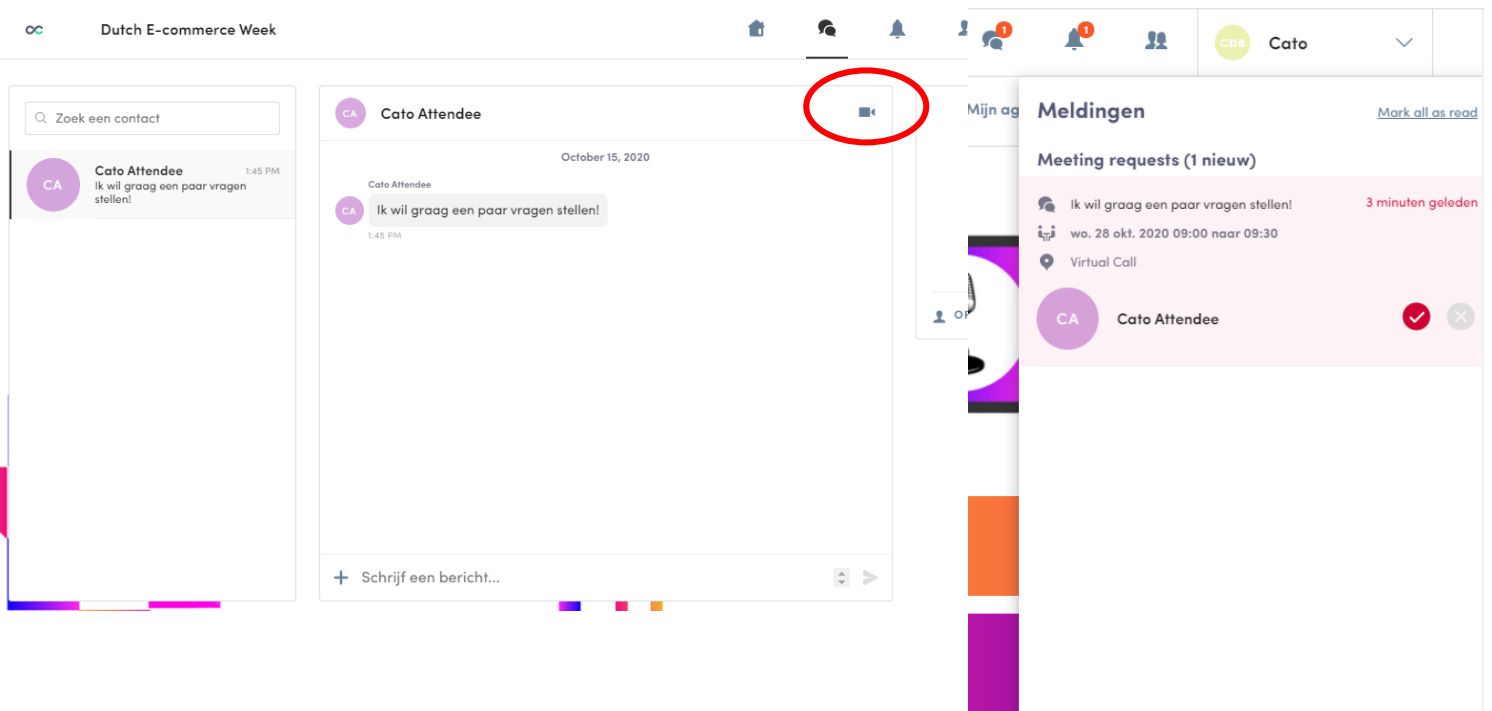 Dutch E-commerce Week
Zoek een contact
CA
Cato Attendee
1:45 PM
Ik wil graag een paar vragen
stellen!
CA
Cato Attendee
October 15, 2020
Cato Attendee
CA
Ik wil graag een paar vragen stellen!
1:45 PM
Schrijf een bericht...
1
1
CDB
Cato
Mijn ag
Meldingen
Mark all as read
Meeting requests (1 nieuw)
Ik wil graag een paar vragen stellen!
3 minuten geleden
wo. 28 okt. 2020 09:00 naar 09:30
Virtual Call
CA
Cato Attendee